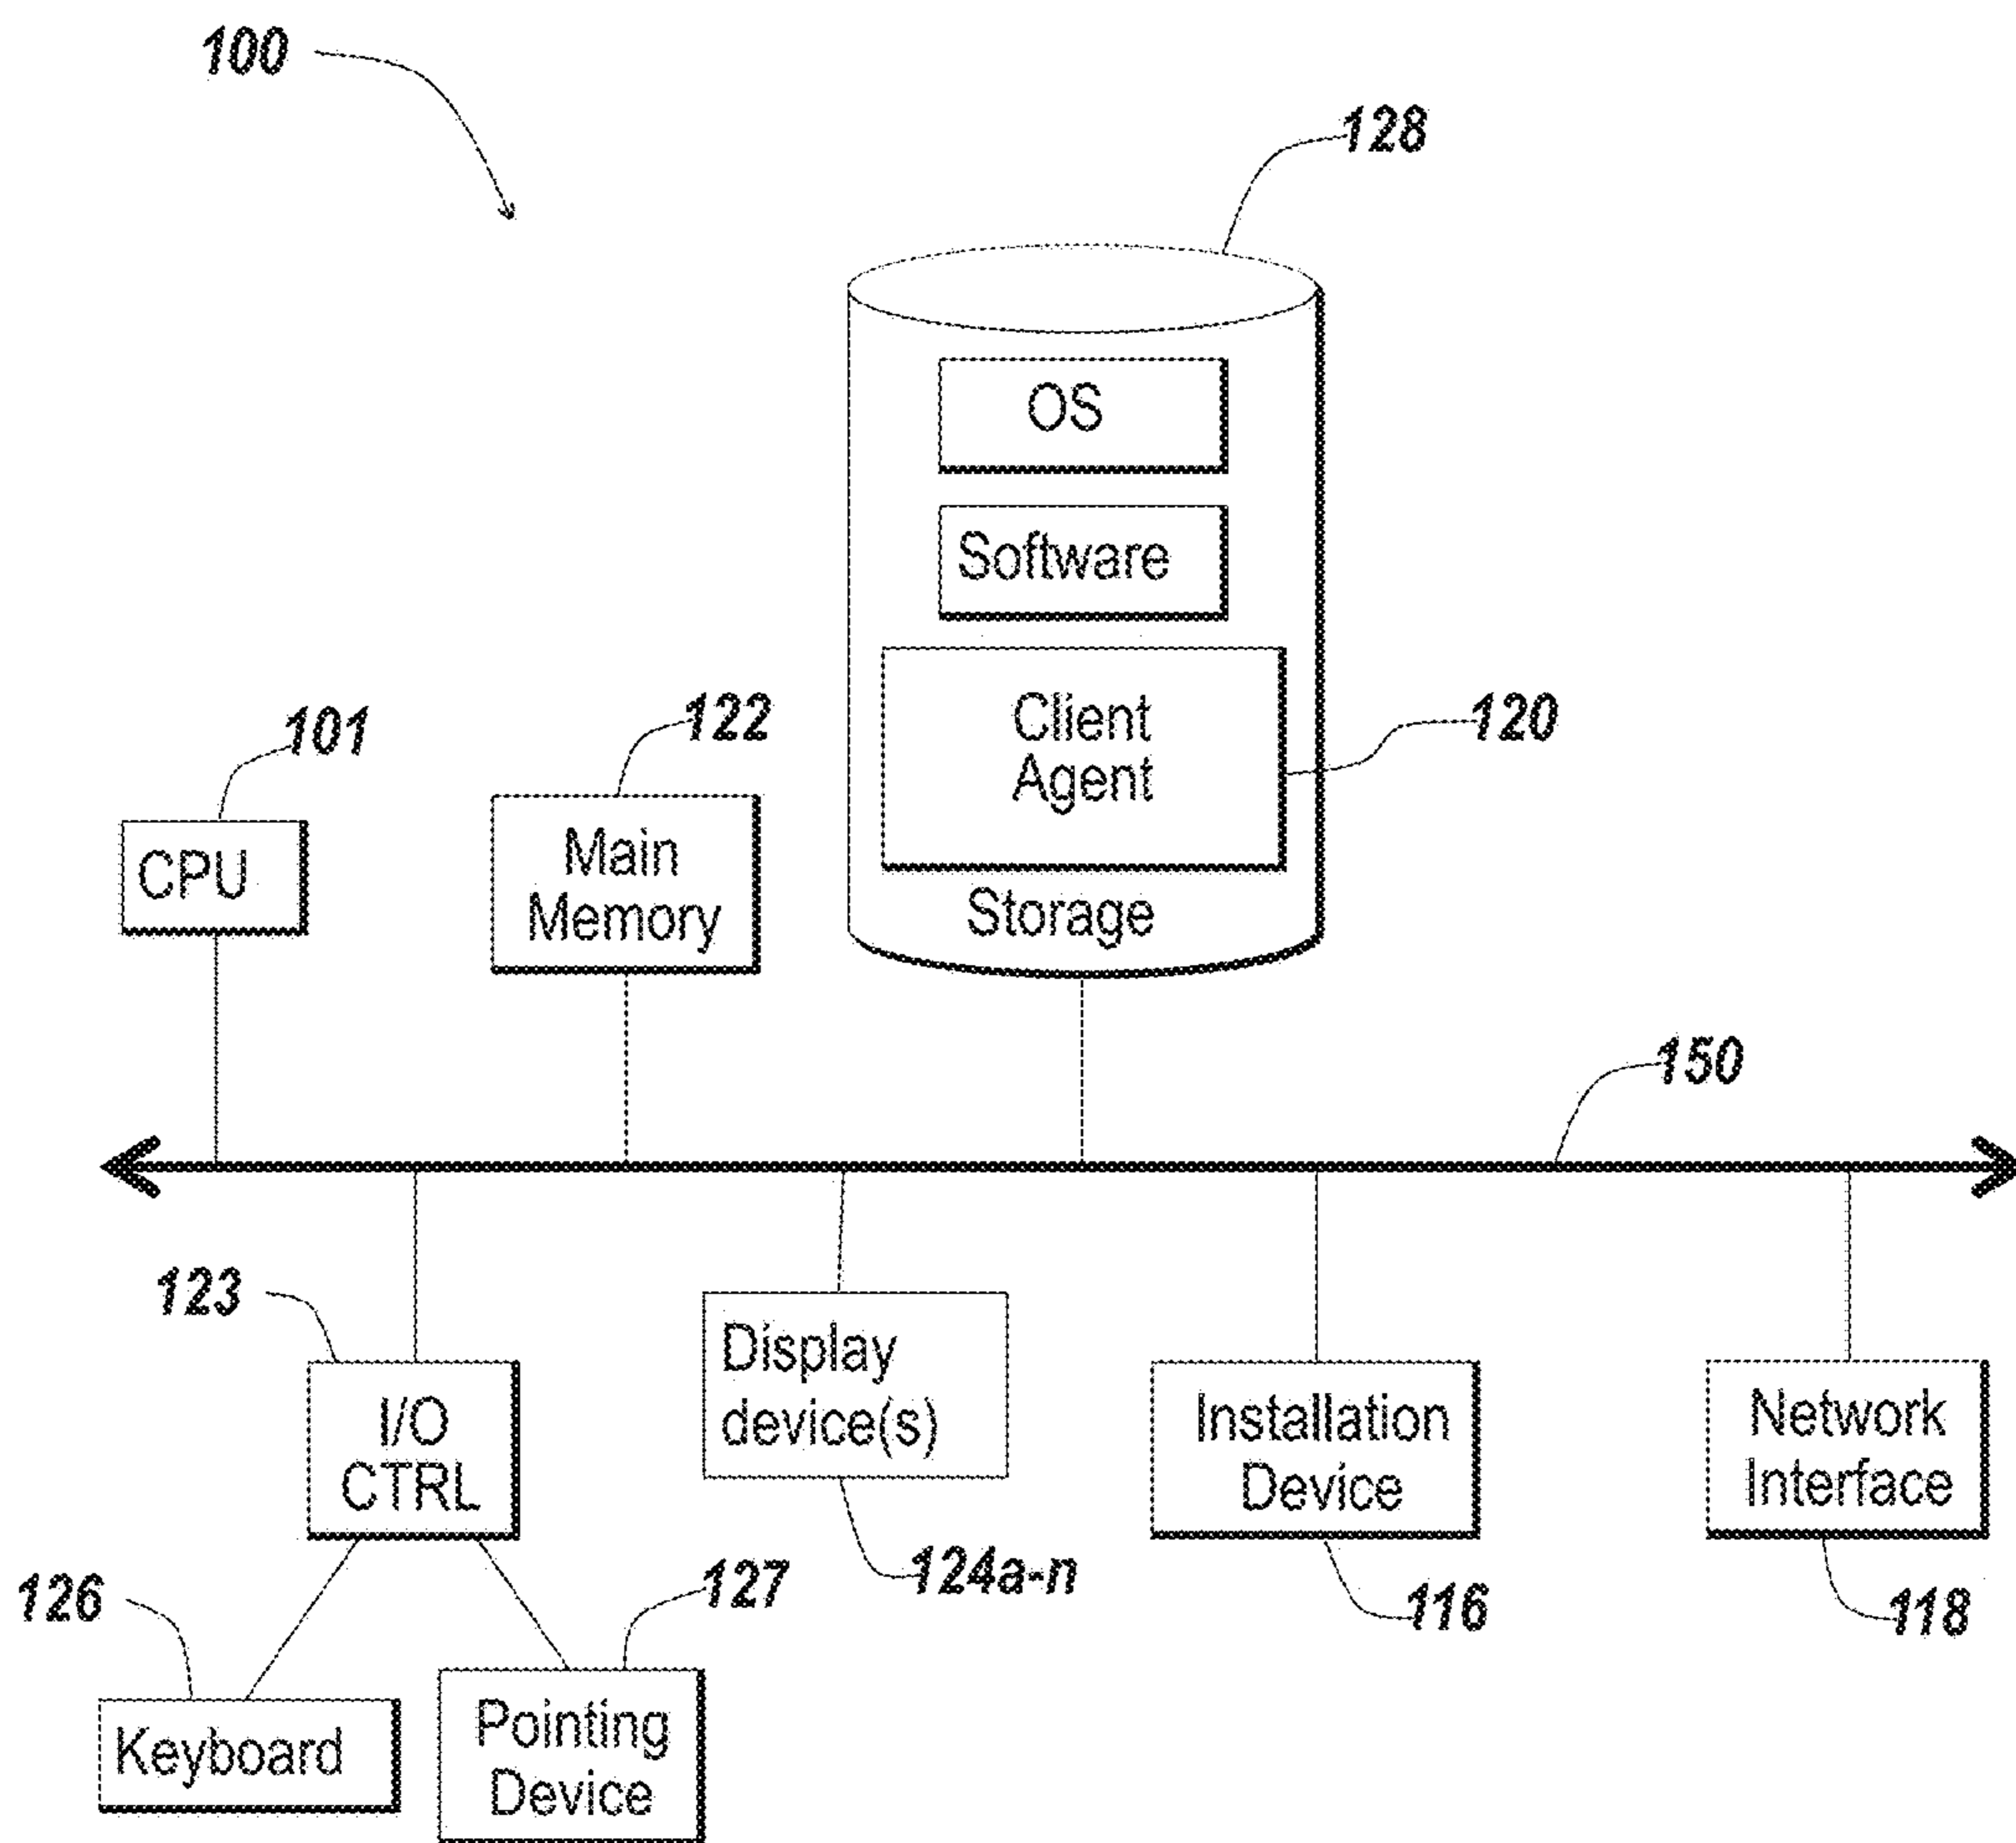 100
128
OS
Software
Client
Agent
120
Storage
101
CPU
122
Main
Memory
150
123
I/O
CTRL
Display
device(s)
124a-n
Installation
Device
116
Network
Interface
118
126
Keyboard
127
Pointing
Device